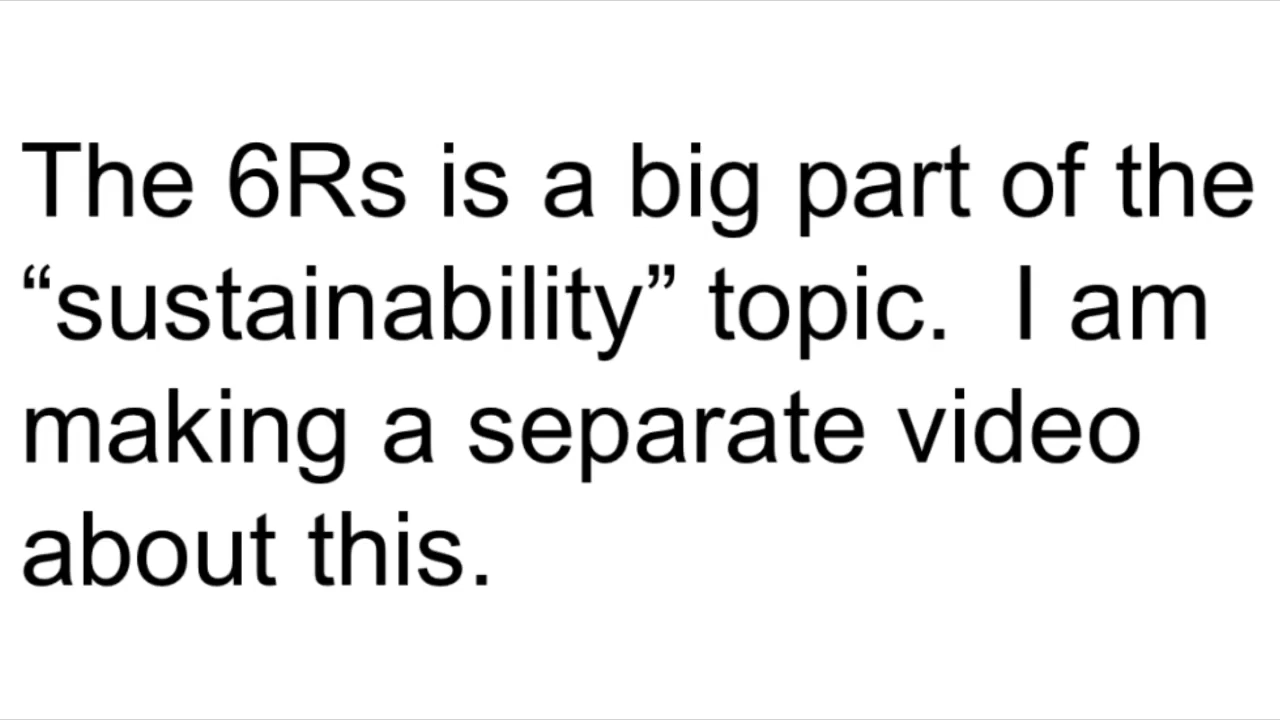 The 6Rs is a big part of the
“sustainability” topic.  I am
making a separate video
about this.